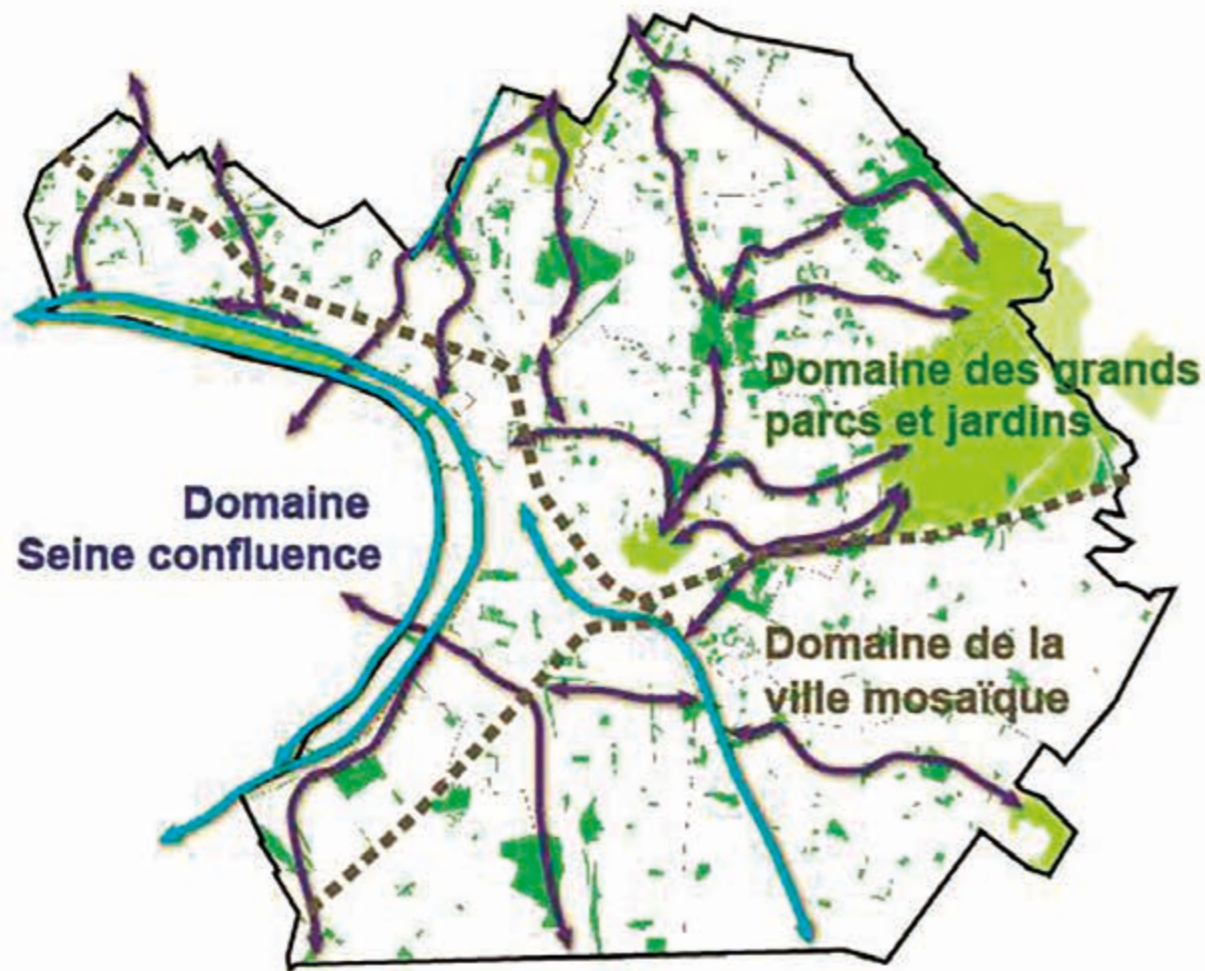 Domaine des grands
parcs et jardins
Domaine
Seine confluence
Domaine de la
ville mosaïque